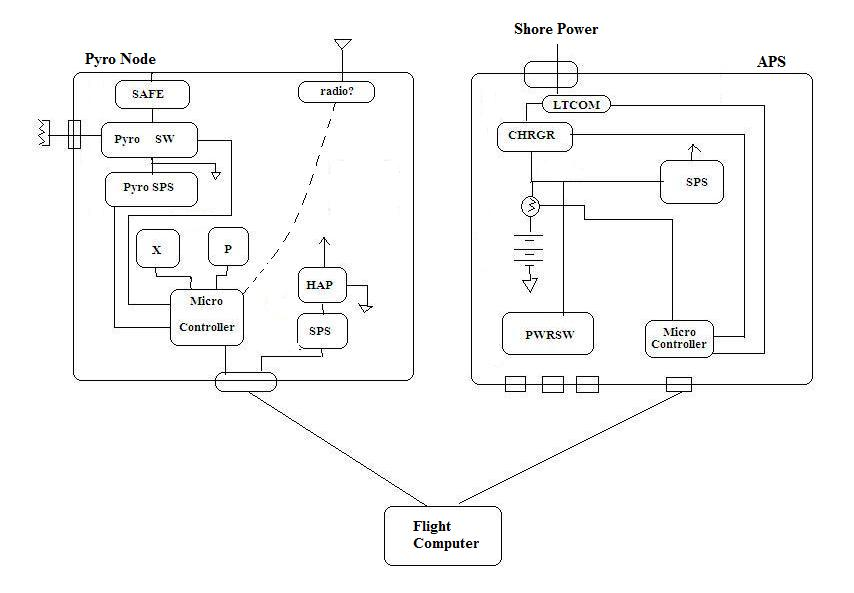 Shore Power
Pyro Node
APS
SAFE
radio?
LTCOM
Pyro SW
CHRGR
Pyro SPS
SPS
X
P
HAP
Micro
Controller
SPS
PWRSW
Micro
Controller
Flight
Computer